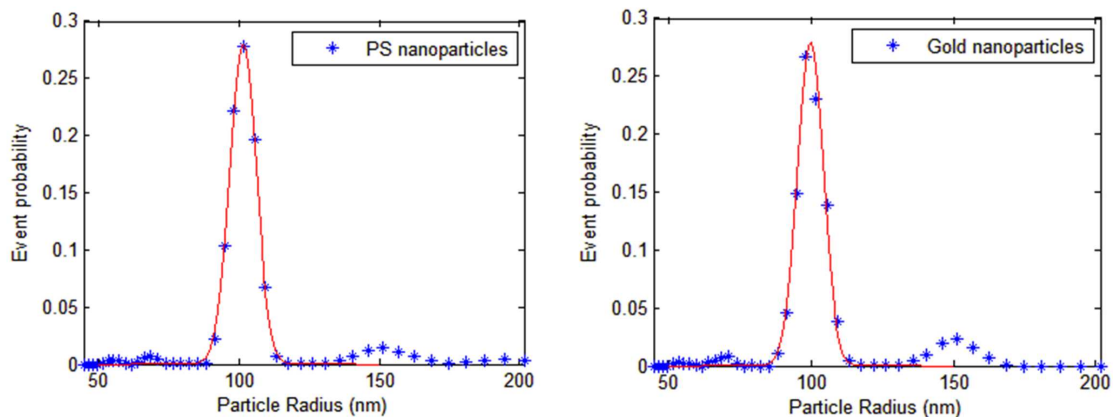 0.3
PS nanoparticles
0.25
0.2
Event probability
0.15
0.1
0.05
0
50 100 150 200
Particle Radius (nm)
0.3
Gold nanoparticles
0.25
0.2
Event probability
0.15
0.1
0.05
0
50 100 150 200
Particle Radius (nm)